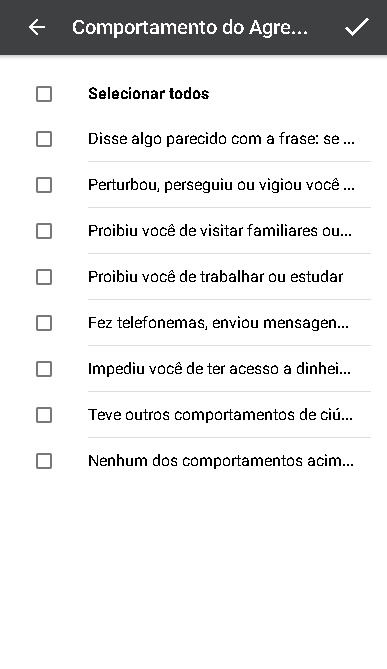 Comportamento do Agre...
Selecionar todos
Disse algo parecido com a frase: se ...
Perturbou, perseguiu ou vigiou você ...
Proibiu você de visitar familiares ou...
Proibiu você de trabalhar ou estudar
Fez telefonemas, enviou mensagen...
Impediu você de ter acesso a dinhei...
Teve outros comportamentos de ciú...
Nenhum dos comportamentos acim...